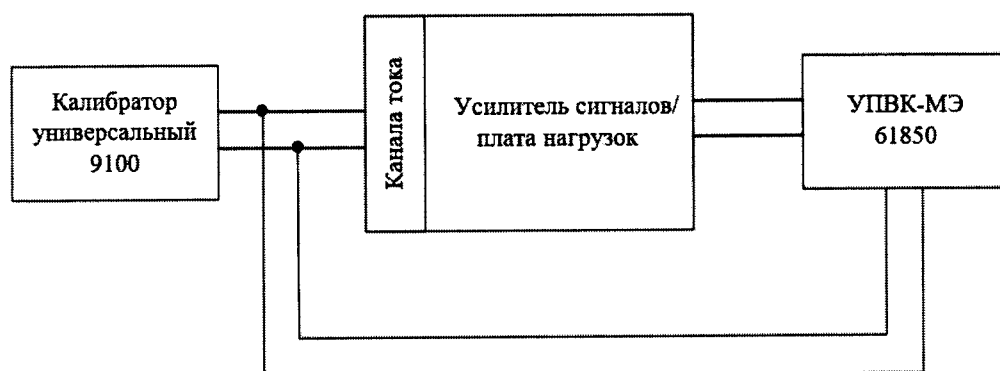 Калибратор
универсальный
9100
Канала тока
Усилитель сигналов/
плата нагрузок
УПВК-МЭ
61850